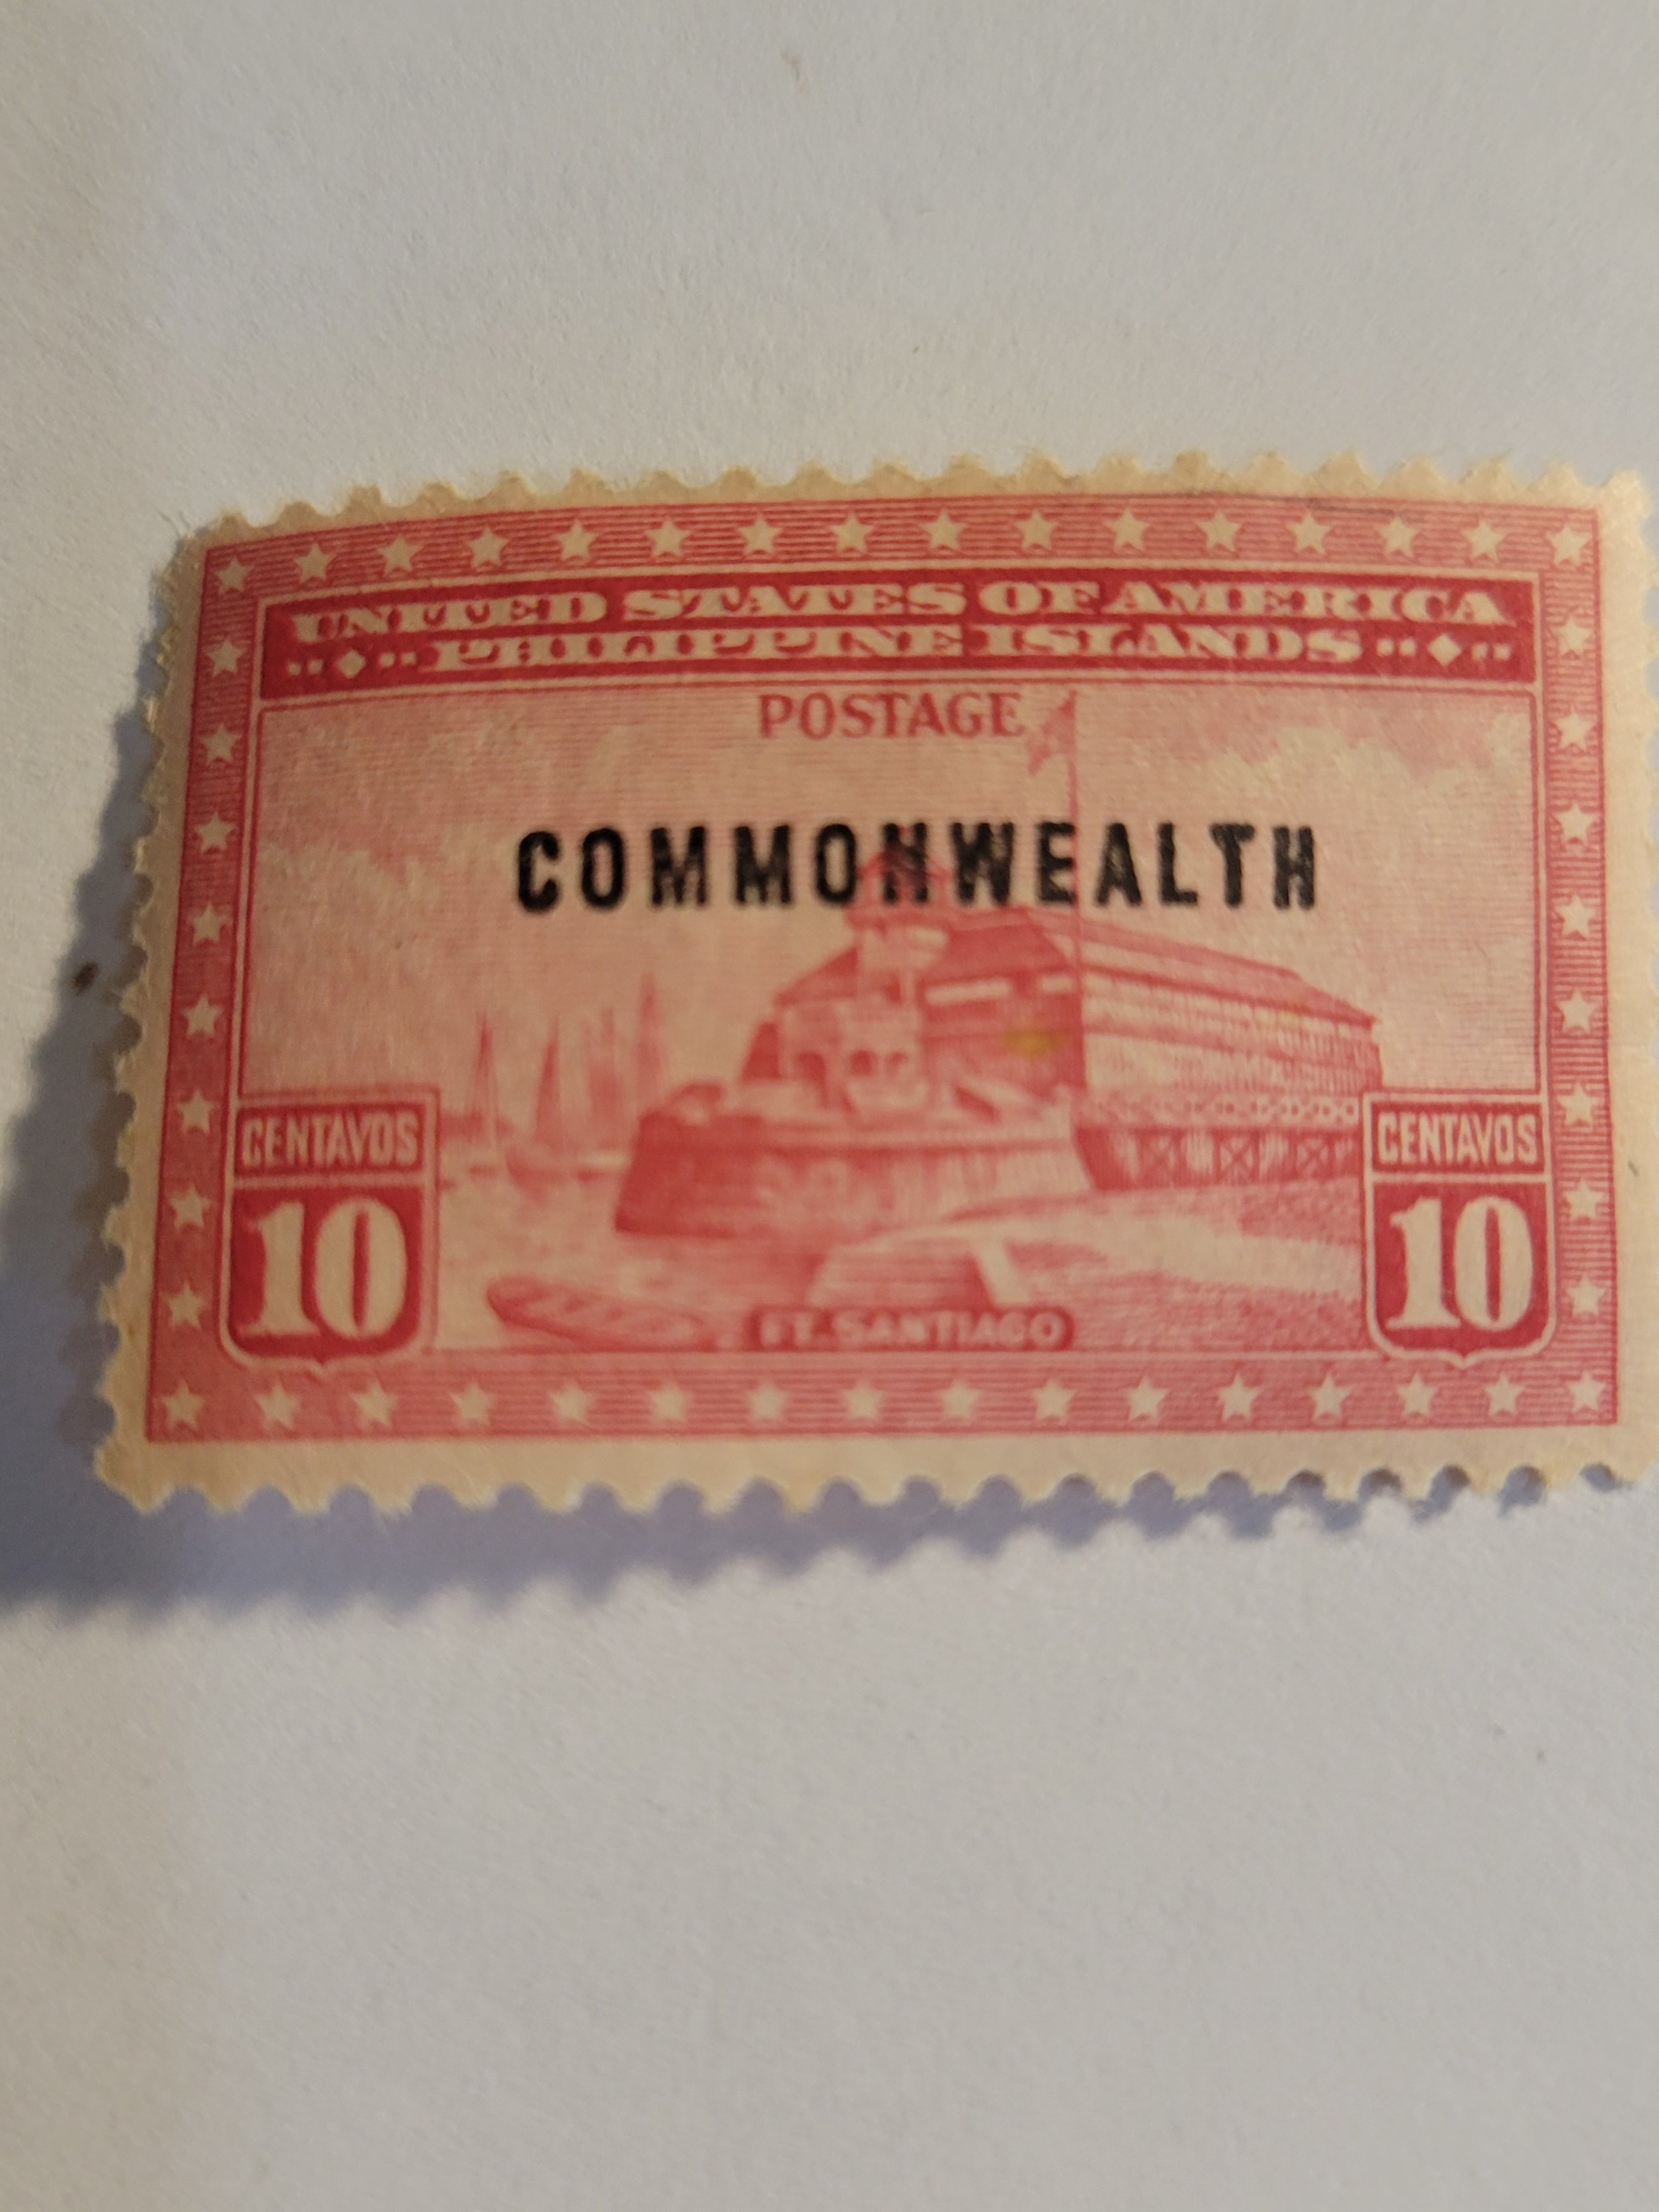 UNITED STATES OF AMERICA
PHILIPPINE ISLANDS
POSTAGE
COMMONWEALTH
CENTAVOS
10
CENTAVOS
10
FT. SANTIAGO